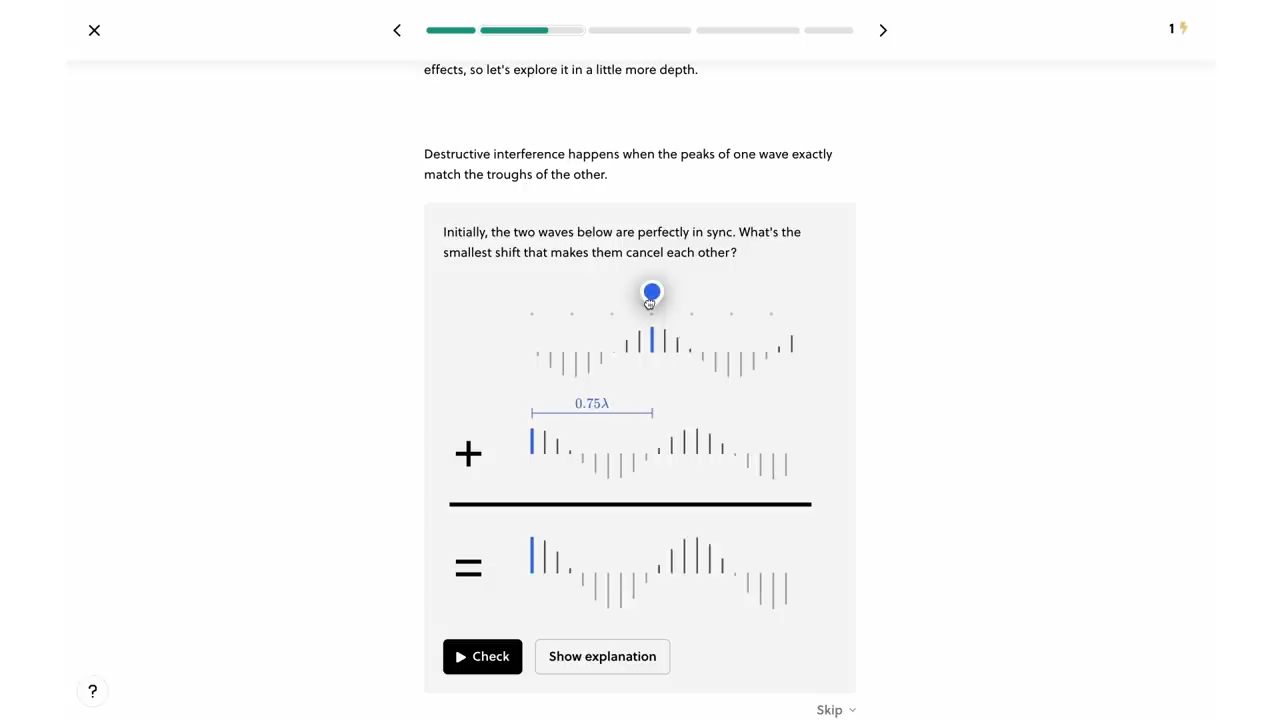 1
effects, so let's explore it in a little more depth.
Destructive interference happens when the peaks of one wave exactly
match the troughs of the other.
Initially, the two waves below are perfectly in sync. What's the
smallest shift that makes them cancel each other?
0.75λ
+
=
Check
Show explanation
?
Skip